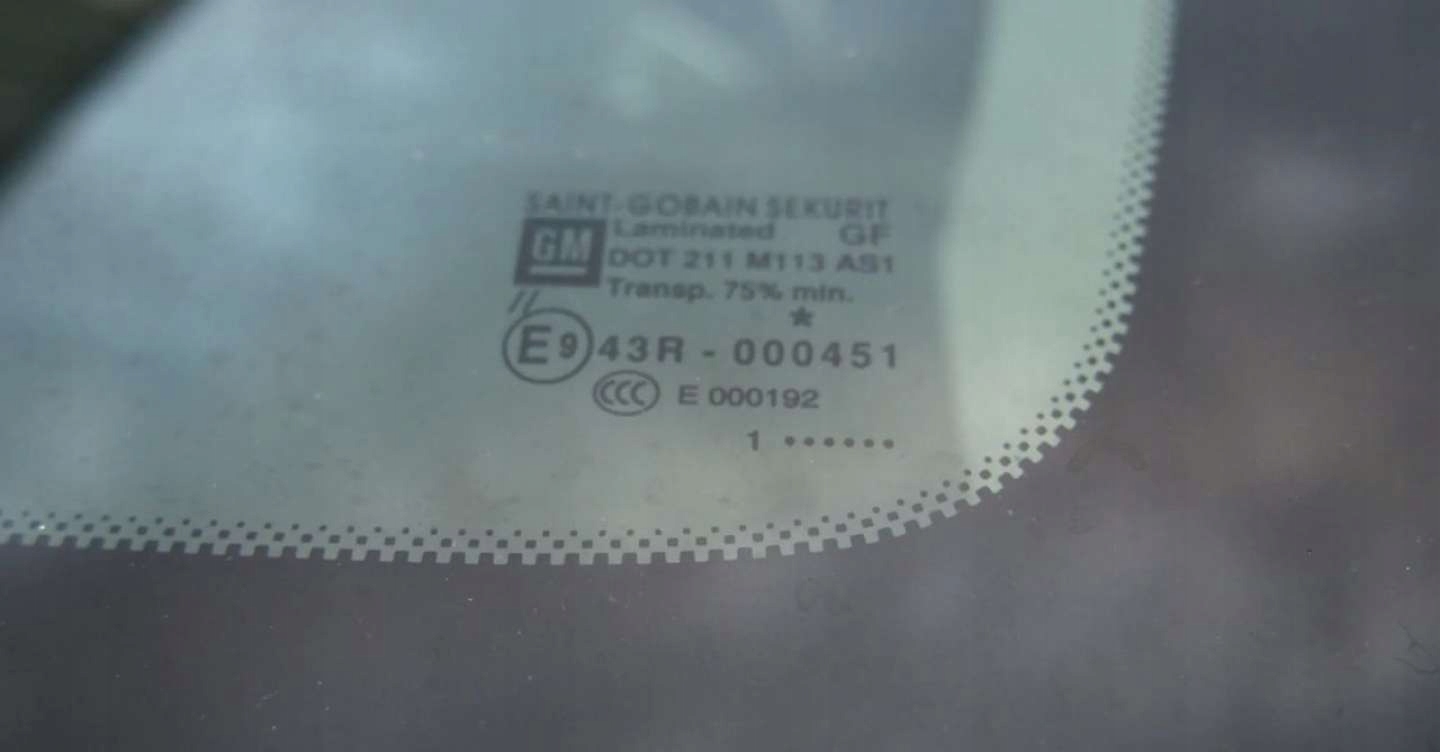 SAINT-GOBAIN SEKURIT
GM Laminated GF
DOT 211 M113 AS1
Transp. 75% min.
//
*
E9 43R - 000451
CCC E 000192
1 ••••••